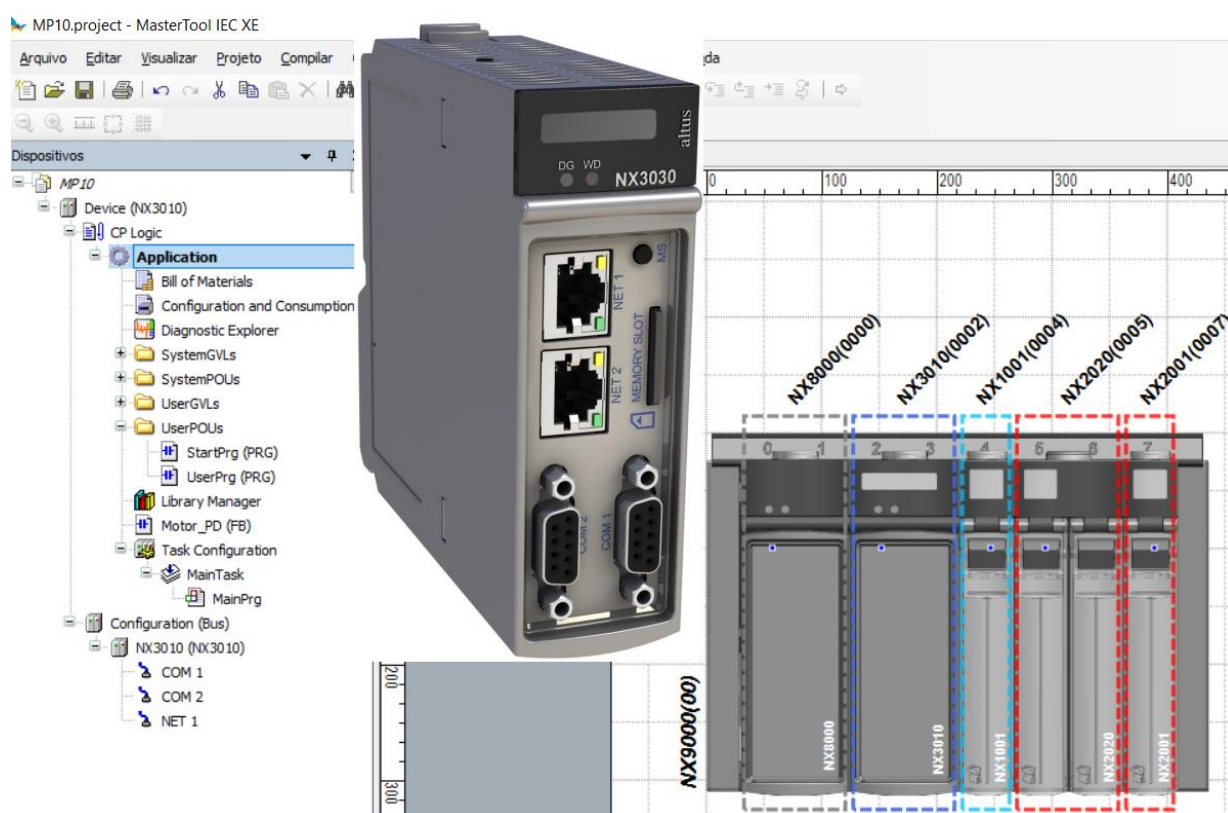 MP10.project - MasterTool IEC XE
Arquivo Editar Visualizar Projeto Compilar
Dispositivos
MP10
Device (NX3010)
CP Logic
Application
Bill of Materials
Configuration and Consumption
Diagnostic Explorer
SystemGVLs
SystemPOUs
UserGVLs
UserPOUs
StartPrg (PRG)
UserPrg (PRG)
Library Manager
Motor_PD (FB)
Task Configuration
MainTask
MainPrg
Configuration (Bus)
NX3010 (NX3010)
COM 1
COM 2
NET 1
altus
DG WD
NX3030
MS
NET 1
MEMORY SLOT
NET 2
COM 2
COM 1
0 100 200 300 400
NX8000(0000)
NX3010(0002)
NX1001(0004)
NX2020(0005)
NX2001(0007)
0 1 2 3 4 5 6 7
NX8000
NX3010
NX1001
NX2020
NX2001
200
300
NX9000(00)